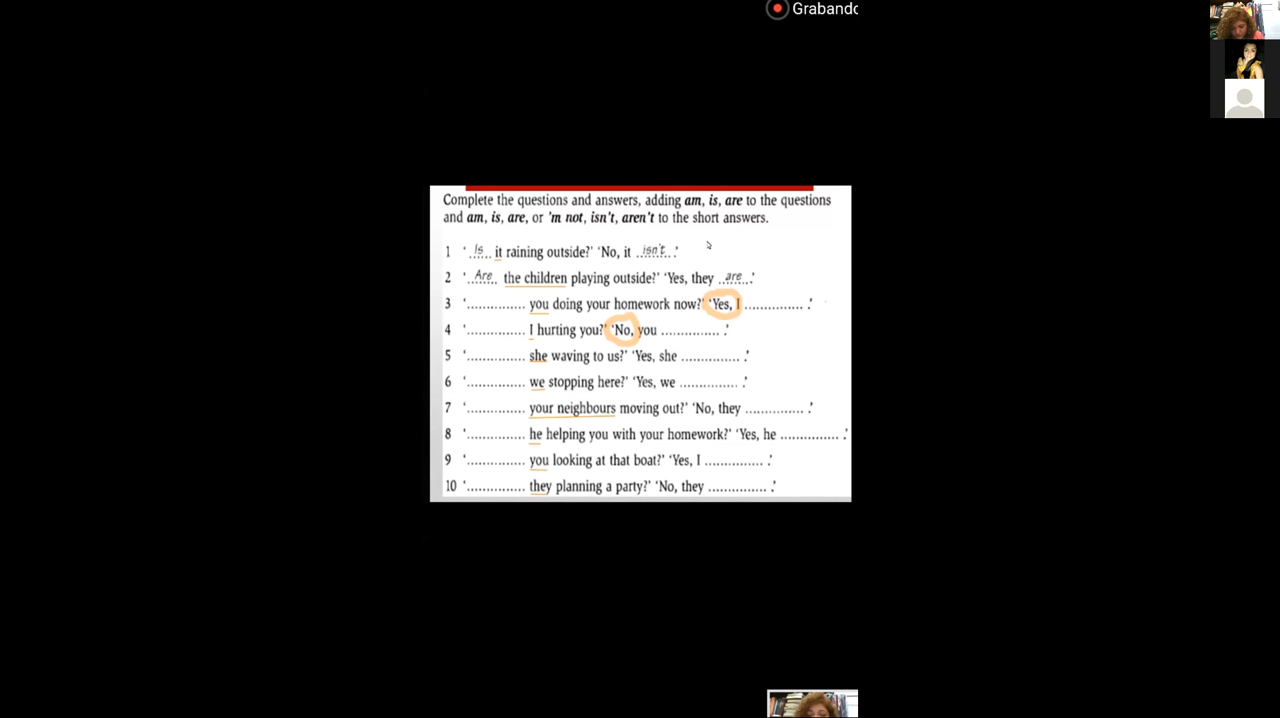 Grabando
Complete the questions and answers, adding am, is, are to the questions
and am, is, are, or 'm not, isn't, aren't to the short answers.
1 '..Is.. it raining outside?' 'No, it ..isn't...'
2 '..Are.. the children playing outside?' 'Yes, they ..are...'
3 '.............. you doing your homework now?' 'Yes, I .............. .'
4 '.............. I hurting you?' 'No, you .............. .'
5 '.............. she waving to us?' 'Yes, she .............. .'
6 '.............. we stopping here?' 'Yes, we .............. .'
7 '.............. your neighbours moving out?' 'No, they .............. .'
8 '.............. he helping you with your homework?' 'Yes, he .............. .'
9 '.............. you looking at that boat?' 'Yes, I .............. .'
10 '.............. they planning a party?' 'No, they .............. .'